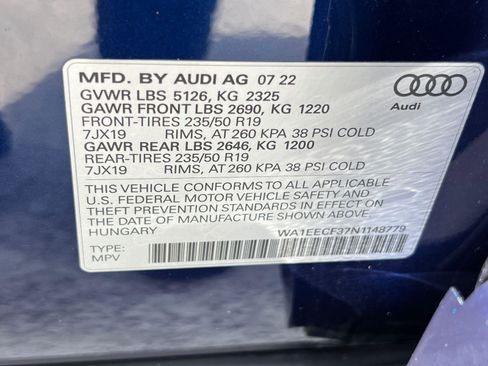 MFD. BY AUDI AG 07 22
GVWR LBS 5126, KG 2325
GAWR FRONT LBS 2690, KG 1220
FRONT-TIRES 235/50 R19
7JX19 RIMS, AT 260 KPA 38 PSI COLD
GAWR REAR LBS 2646, KG 1200
REAR-TIRES 235/50 R19
7JX19 RIMS, AT 260 KPA 38 PSI COLD
THIS VEHICLE CONFORMS TO ALL APPLICABLE
U.S. FEDERAL MOTOR VEHICLE SAFETY AND
THEFT PREVENTION STANDARDS IN EFFECT ON
THE DATE OF MANUFACTURE SHOWN ABOVE
HUNGARY WA1EECF37N1148779
TYPE:
MPV
Audi